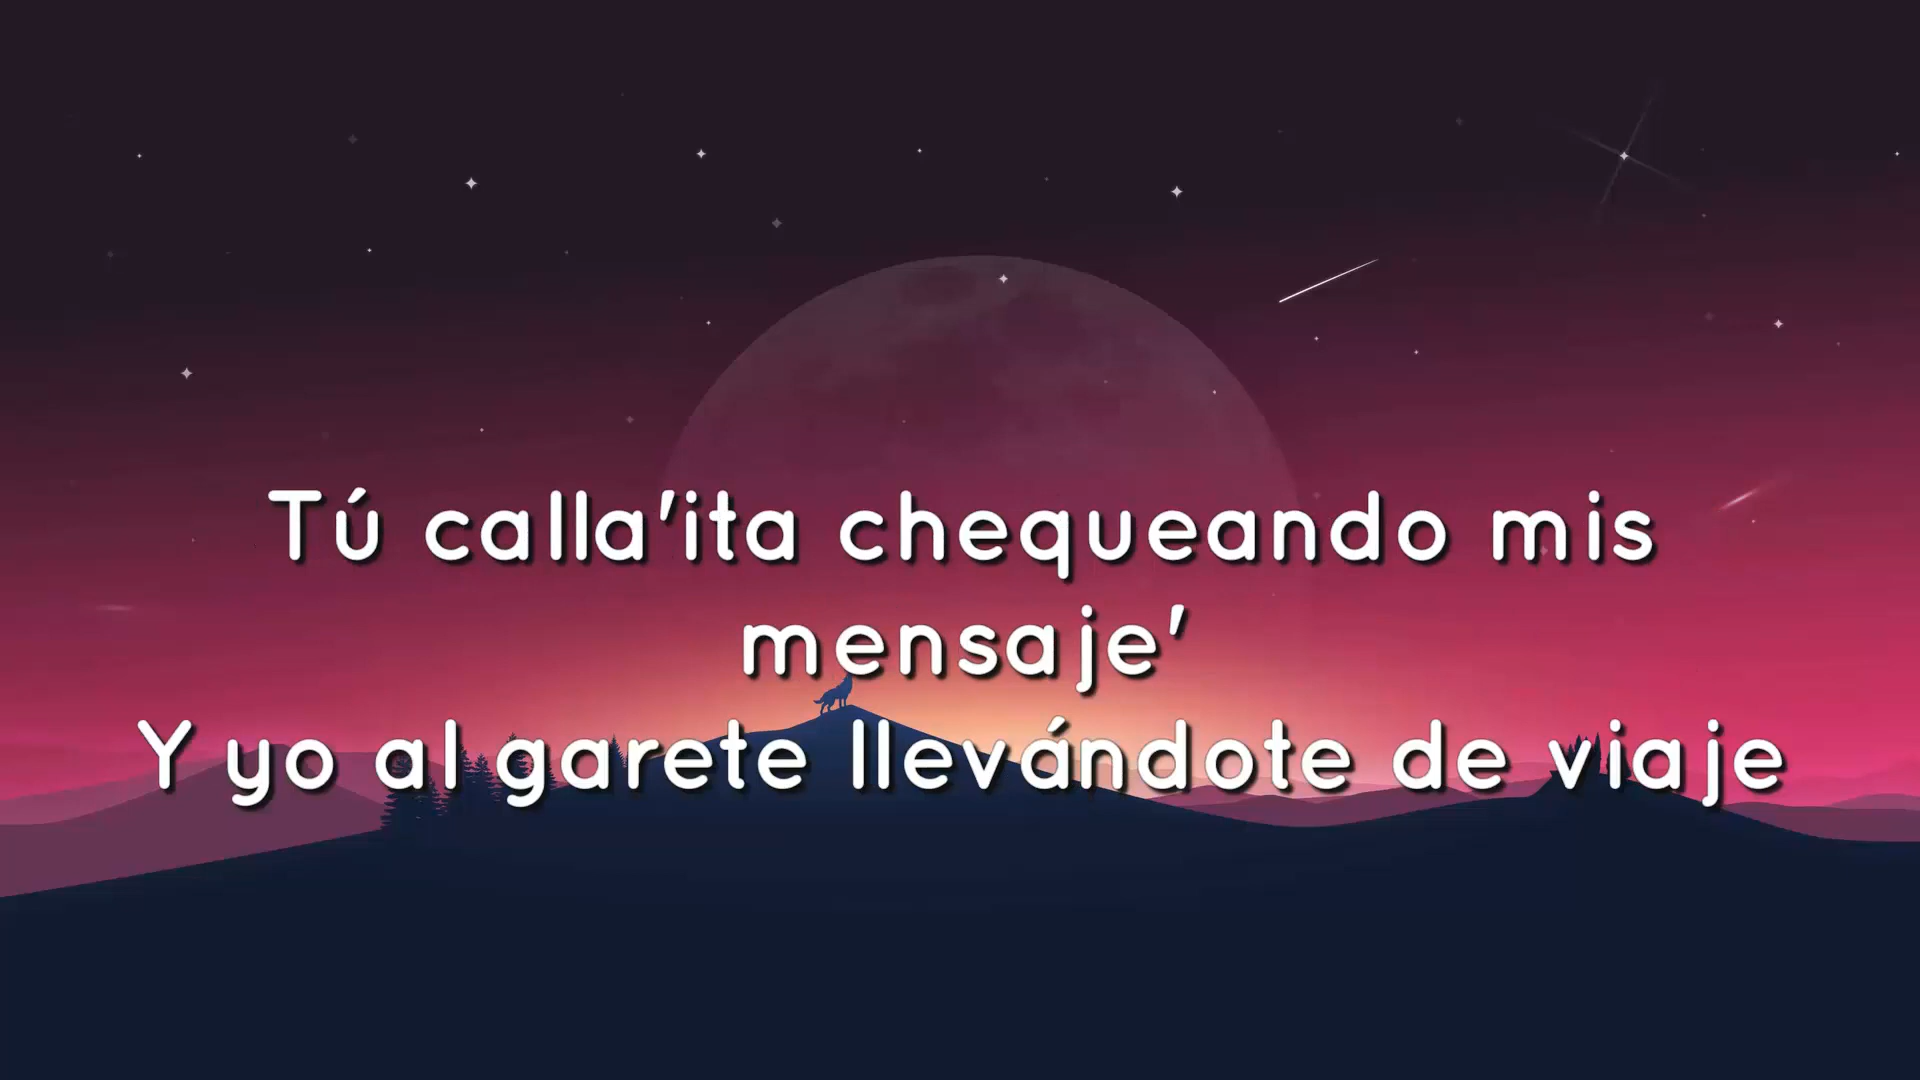 Tú calla'ita chequeando mis
mensaje'
Y yo al garete llevándote de viaje